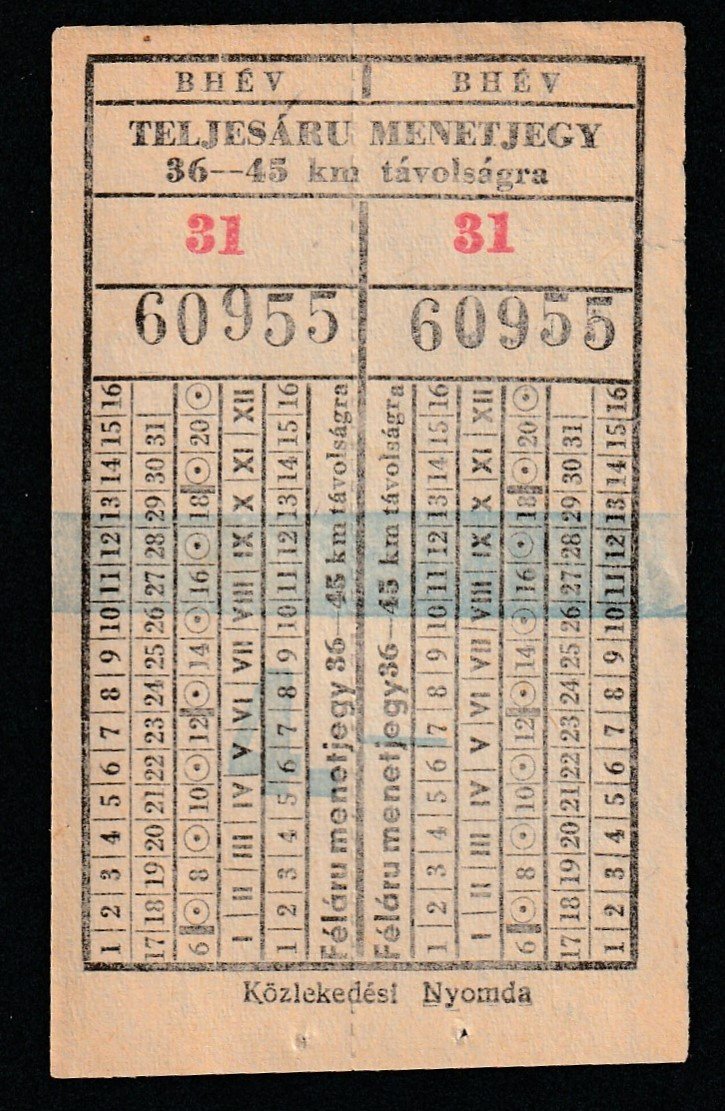 BHÉV BHÉV
TELJESÁRU MENETJEGY
36--45 km távolságra
31 31
60955 60955
1 2 3 4 5 6 7 8 9 10 11 12 13 14 15 16
17 18 19 20 21 22 23 24 25 26 27 28 29 30 31
6 8 10 12 14 16 18 20
I II III IV V VI VII VIII IX X XI XII
1 2 3 4 5 6 7 8 9 10 11 12 13 14 15 16
Féláru menetjegy 36--45 km távolságra
Féláru menetjegy 36--45 km távolságra
1 2 3 4 5 6 7 8 9 10 11 12 13 14 15 16
I II III IV V VI VII VIII IX X XI XII
6 8 10 12 14 16 18 20
17 18 19 20 21 22 23 24 25 26 27 28 29 30 31
1 2 3 4 5 6 7 8 9 10 11 12 13 14 15 16
Közlekedési Nyomda